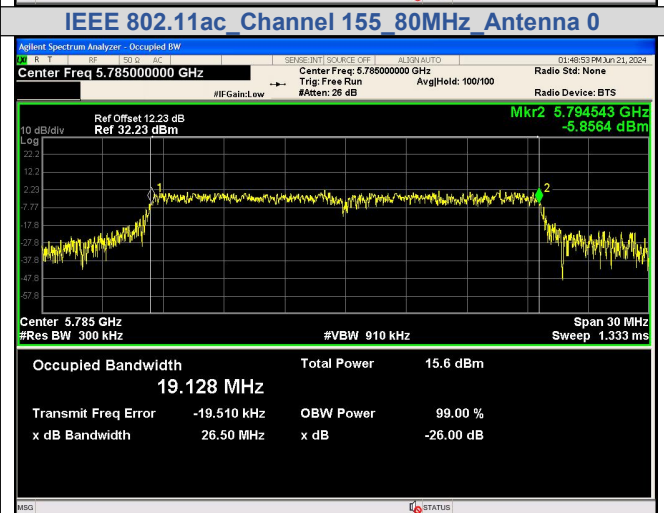 IEEE 802.11ac_Channel 155_80MHz_Antenna 0
Agilent Spectrum Analyzer - Occupied BW
R T RF 50 Ω AC SENSE:INT SOURCE OFF ALIGN AUTO 01:48:53 PM Jun 21, 2024
Center Freq 5.785000000 GHz Center Freq: 5.785000000 GHz Radio Std: None
Trig: Free Run Avg|Hold: 100/100
#IFGain:Low #Atten: 26 dB Radio Device: BTS
Ref Offset 12.23 dB Mkr2 5.794543 GHz
10 dB/div Ref 32.23 dBm -5.8564 dBm
Log
22.2
12.2
2.23
-7.77
-17.8
-27.8
-37.8
-47.8
-57.8
1
2
Center 5.785 GHz Span 30 MHz
#Res BW 300 kHz #VBW 910 kHz Sweep 1.333 ms
Occupied Bandwidth Total Power 15.6 dBm
19.128 MHz
Transmit Freq Error -19.510 kHz OBW Power 99.00 %
x dB Bandwidth 26.50 MHz x dB -26.00 dB
MSG STATUS